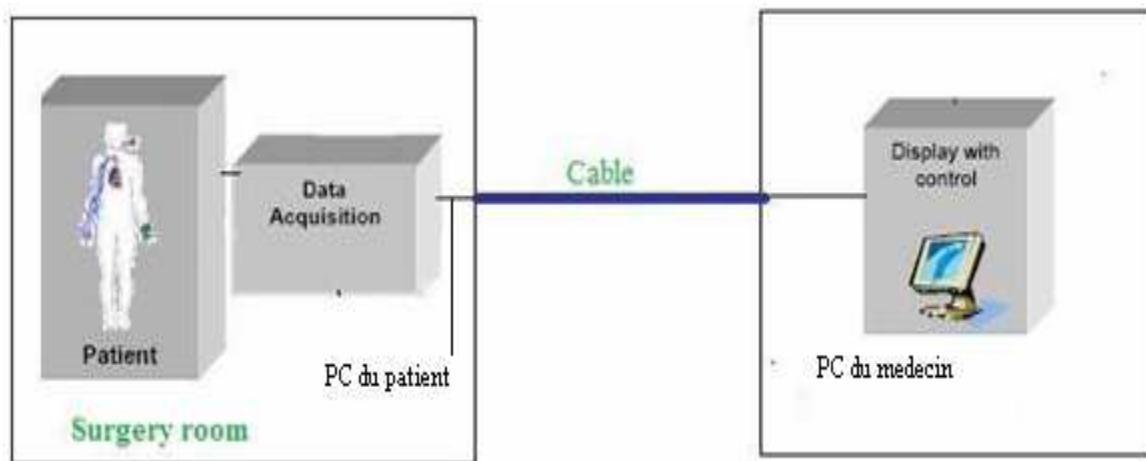 Patient
Data
Acquisition
PC du patient
Surgery room
Cable
Display with
control
PC du medecin